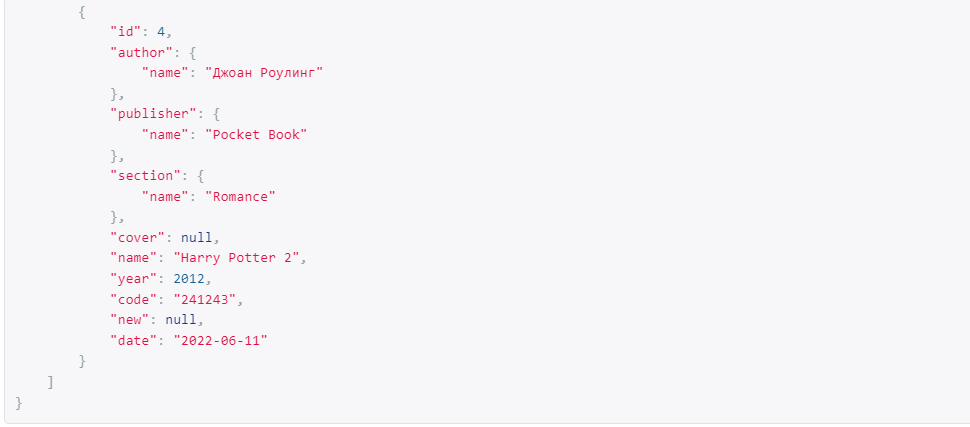 {
"id": 4,
"author": {
"name": "Джоан Роулинг"
},
"publisher": {
"name": "Pocket Book"
},
"section": {
"name": "Romance"
},
"cover": null,
"name": "Harry Potter 2",
"year": 2012,
"code": "241243",
"new": null,
"date": "2022-06-11"
}
]
}